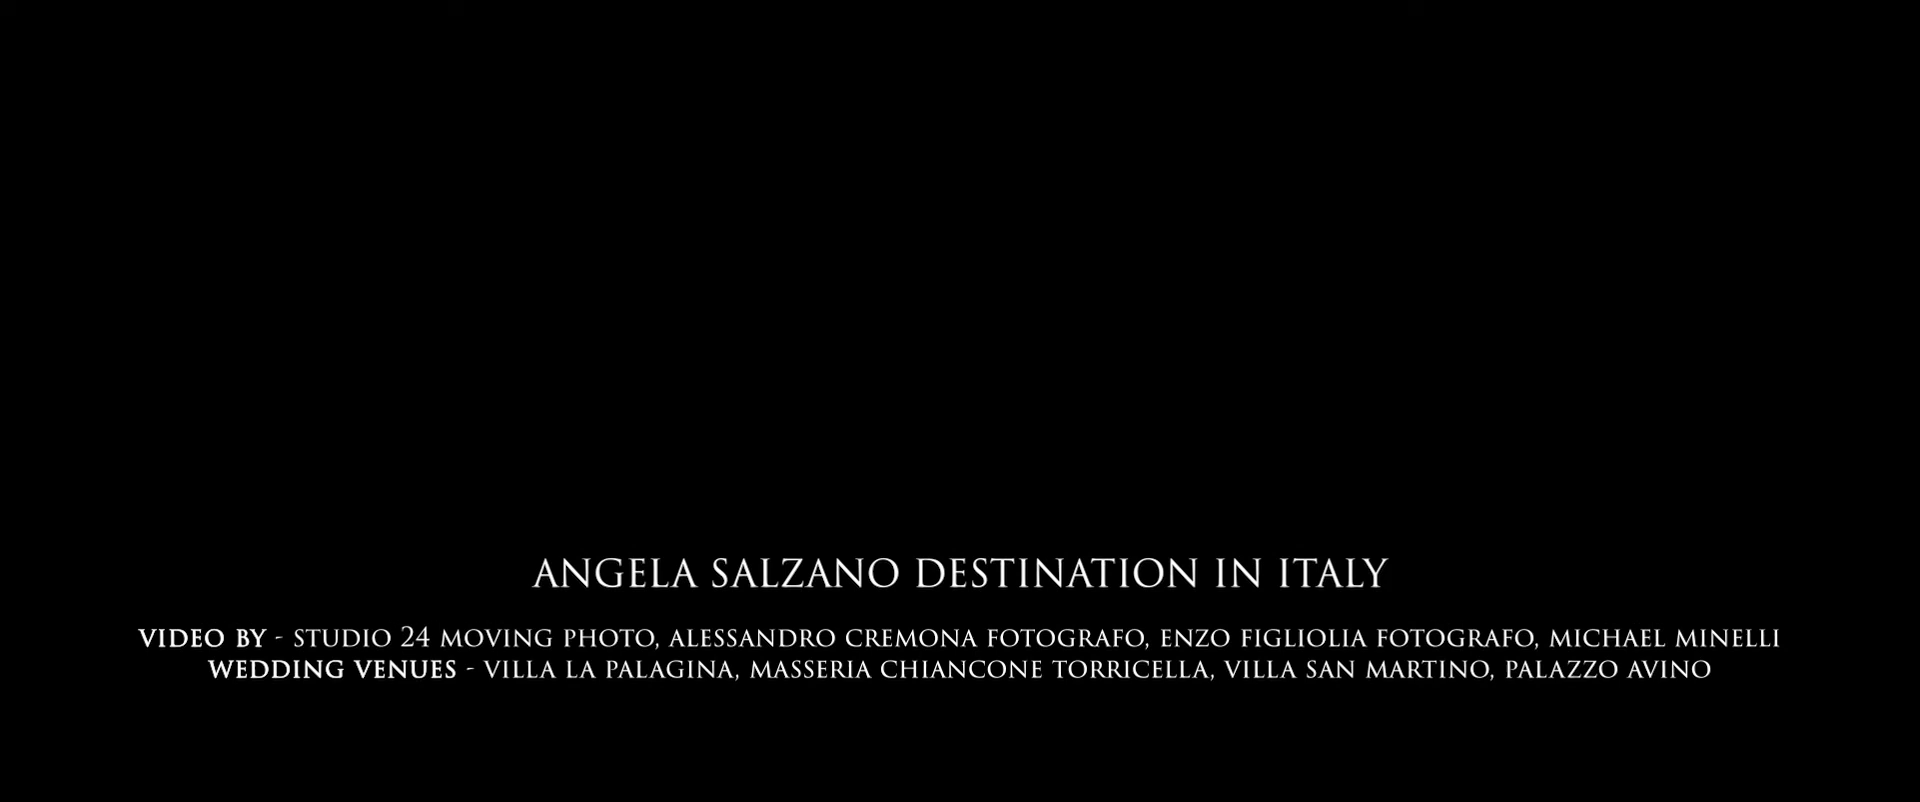 ANGELA SALZANO DESTINATION IN ITALY
VIDEO BY - STUDIO 24 MOVING PHOTO, ALESSANDRO CREMONA FOTOGRAFO, ENZO FIGLIOLIA FOTOGRAFO, MICHAEL MINELLI
WEDDING VENUES - VILLA LA PALAGINA, MASSERIA CHIANCONE TORRICELLA, VILLA SAN MARTINO, PALAZZO AVINO